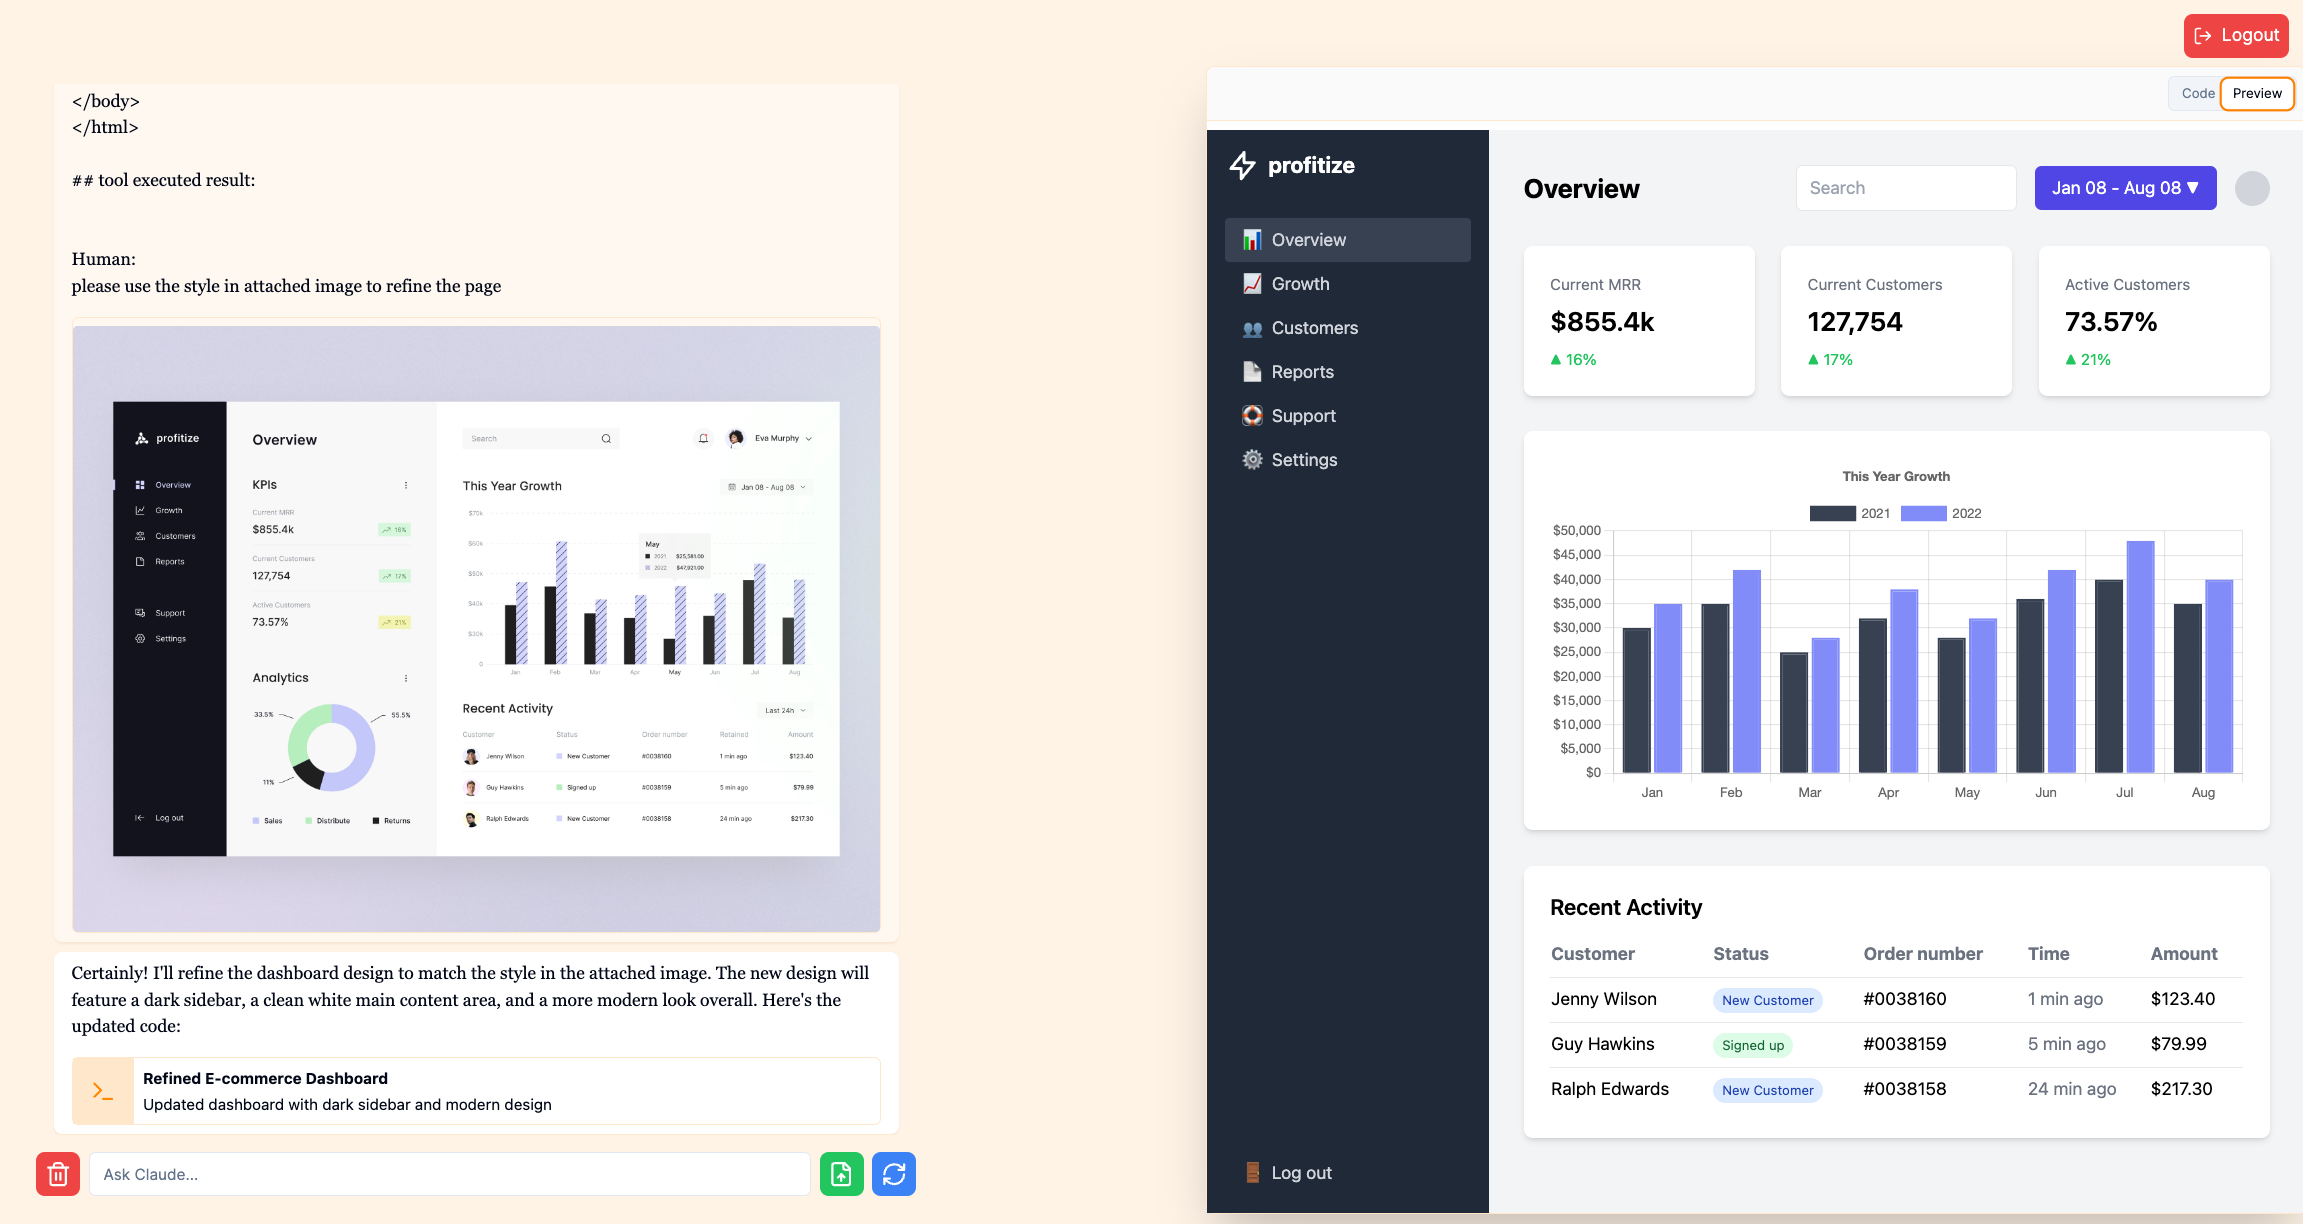 Logout
</body>
</html>
## tool executed result:
Human:
please use the style in attached image to refine the page
profitize
Overview
Growth
Customers
Reports
Support
Settings
Log out
Overview
KPIs
Current MRR
$855.4k
16%
Current Customers
127,754
17%
Active Customers
73.57%
21%
Analytics
33.5%
55.5%
11%
Sales Distribute Returns
Search
Eva Murphy
This Year Growth
Jan 08 - Aug 08
$70k
$60k
$50k
$40k
$30k
0
May
2021 $25,581.00
2022 $47,921.00
Jan Feb Mar Apr May Jun Jul Aug
Recent Activity
Last 24h
Customer Status Order number Retained Amount
Jenny Wilson New Customer #0038160 1 min ago $123.40
Guy Hawkins Signed up #0038159 5 min ago $79.99
Ralph Edwards New Customer #0038158 24 min ago $217.30
Certainly! I'll refine the dashboard design to match the style in the attached image. The new design will
feature a dark sidebar, a clean white main content area, and a more modern look overall. Here's the
updated code:
>_
Refined E-commerce Dashboard
Updated dashboard with dark sidebar and modern design
Ask Claude...
Code Preview
profitize
Overview
Growth
Customers
Reports
Support
Settings
Log out
Overview
Search
Jan 08 - Aug 08 ▼
Current MRR
$855.4k
▲ 16%
Current Customers
127,754
▲ 17%
Active Customers
73.57%
▲ 21%
This Year Growth
2021 2022
$50,000
$45,000
$40,000
$35,000
$30,000
$25,000
$20,000
$15,000
$10,000
$5,000
$0
Jan Feb Mar Apr May Jun Jul Aug
Recent Activity
Customer Status Order number Time Amount
Jenny Wilson New Customer #0038160 1 min ago $123.40
Guy Hawkins Signed up #0038159 5 min ago $79.99
Ralph Edwards New Customer #0038158 24 min ago $217.30